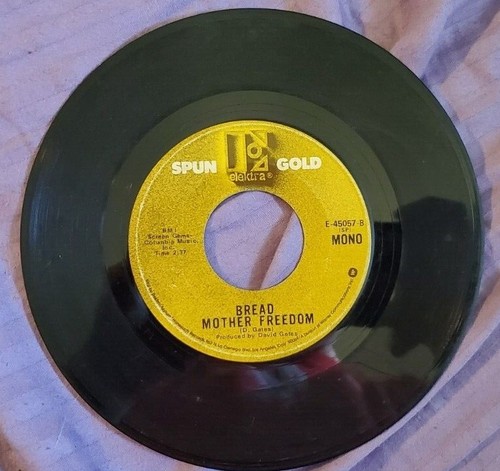 SPUN GOLD
elektra®
BMI
Screen Gems-
Columbia Music,
Inc.
Time 2:37
E-45057-B
(SP)
MONO
BREAD
MOTHER FREEDOM
(D. Gates)
Produced by David Gates